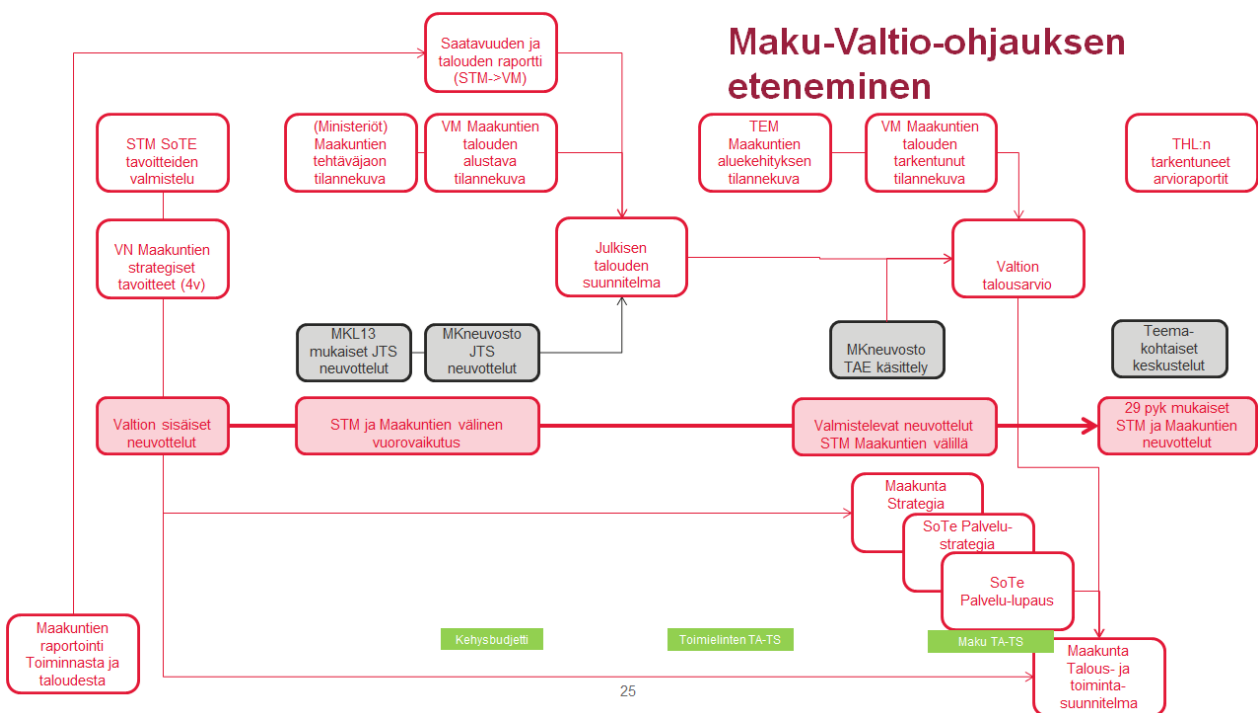 Maku-Valtio-ohjauksen
eteneminen
Saatavuuden ja
talouden raportti
(STM->VM)
STM SoTE
tavoitteiden
valmistelu
(Ministeriöt)
Maakuntien
tehtäväjaon
tilannekuva
VM Maakuntien
talouden
alustava
tilannekuva
TEM
Maakuntien
aluekehityksen
tilannekuva
VM Maakuntien
talouden
tarkentunut
tilannekuva
THL:n
tarkentuneet
arvioraportit
VN Maakuntien
strategiset
tavoitteet (4v)
Julkisen
talouden
suunnitelma
Valtion
talousarvio
MKL13
mukaiset JTS
neuvottelut
MKneuvosto
JTS
neuvottelut
MKneuvosto
TAE käsittely
Teema-
kohtaiset
keskustelut
Valtion sisäiset
neuvottelut
STM ja Maakuntien välinen
vuorovaikutus
Valmistelevat neuvottelut
STM Maakuntien välillä
29 pyk mukaiset
STM ja Maakuntien
neuvottelut
Maakunta
Strategia
SoTe Palvelu-
strategia
SoTe
Palvelu-lupaus
Maakuntien
raportointi
Toiminnasta ja
taloudesta
Kehysbudjetti
Toimielinten TA-TS
Maku TA-TS
Maakunta
Talous- ja
toiminta-
suunnitelma
25